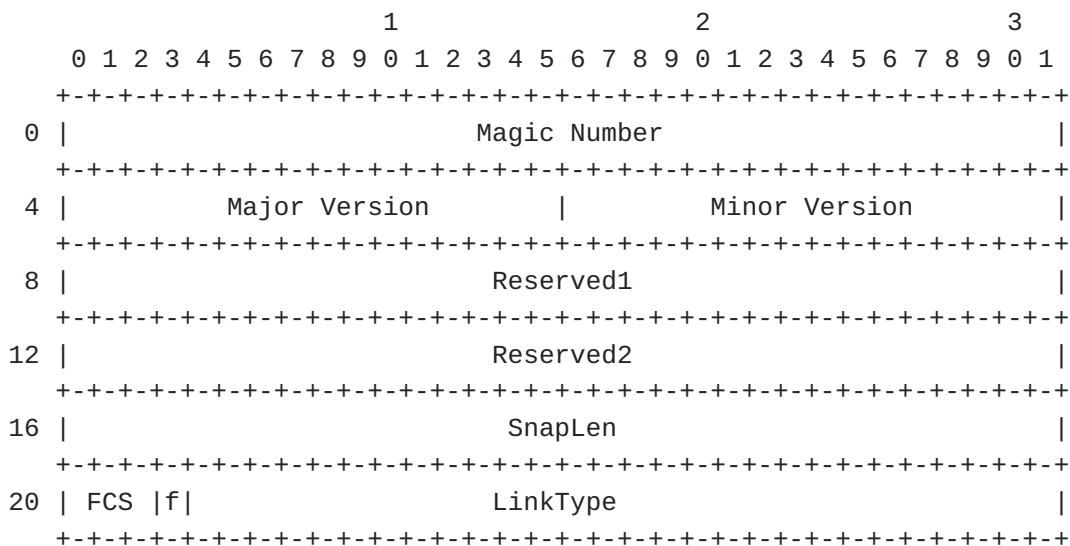 1                   2                   3
    0 1 2 3 4 5 6 7 8 9 0 1 2 3 4 5 6 7 8 9 0 1 2 3 4 5 6 7 8 9 0 1
   +-+-+-+-+-+-+-+-+-+-+-+-+-+-+-+-+-+-+-+-+-+-+-+-+-+-+-+-+-+-+-+-+
 0 |                          Magic Number                         |
   +-+-+-+-+-+-+-+-+-+-+-+-+-+-+-+-+-+-+-+-+-+-+-+-+-+-+-+-+-+-+-+-+
 4 |          Major Version        |         Minor Version         |
   +-+-+-+-+-+-+-+-+-+-+-+-+-+-+-+-+-+-+-+-+-+-+-+-+-+-+-+-+-+-+-+-+
 8 |                           Reserved1                           |
   +-+-+-+-+-+-+-+-+-+-+-+-+-+-+-+-+-+-+-+-+-+-+-+-+-+-+-+-+-+-+-+-+
12 |                           Reserved2                           |
   +-+-+-+-+-+-+-+-+-+-+-+-+-+-+-+-+-+-+-+-+-+-+-+-+-+-+-+-+-+-+-+-+
16 |                            SnapLen                            |
   +-+-+-+-+-+-+-+-+-+-+-+-+-+-+-+-+-+-+-+-+-+-+-+-+-+-+-+-+-+-+-+-+
20 | FCS |f|                   LinkType                            |
   +-+-+-+-+-+-+-+-+-+-+-+-+-+-+-+-+-+-+-+-+-+-+-+-+-+-+-+-+-+-+-+-+